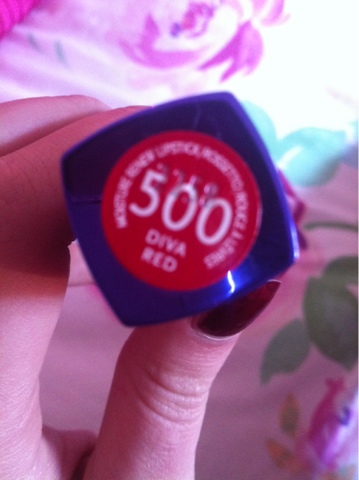 MOISTURE RENEW LIPSTICK/ROSSETTO/ROUGE À LÈVRES
500
DIVA
RED